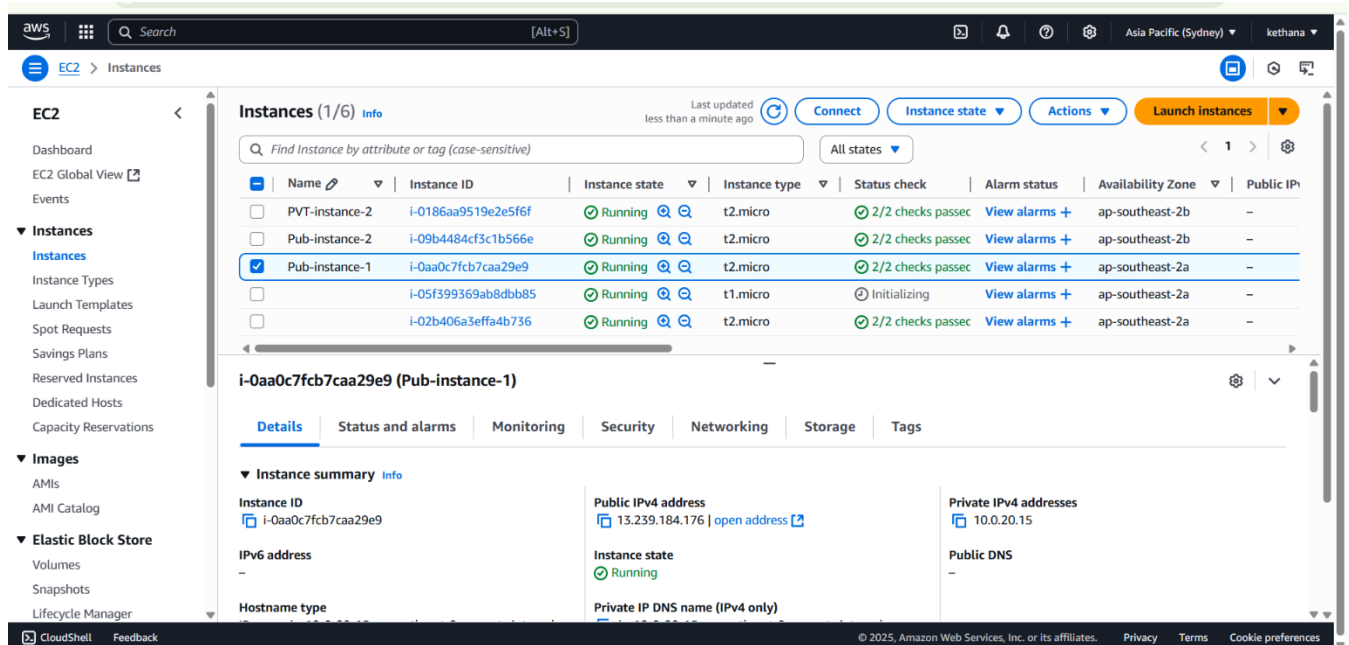 aws Search [Alt+S] Asia Pacific (Sydney) ▼ kethana ▼
EC2 > Instances
EC2
Dashboard
EC2 Global View
Events
▼ Instances
Instances
Instance Types
Launch Templates
Spot Requests
Savings Plans
Reserved Instances
Dedicated Hosts
Capacity Reservations
▼ Images
AMIs
AMI Catalog
▼ Elastic Block Store
Volumes
Snapshots
Lifecycle Manager
Instances (1/6) Info
Last updated
less than a minute ago
Connect Instance state ▼ Actions ▼ Launch instances ▼
Find Instance by attribute or tag (case-sensitive) All states ▼ < 1 >
Name Instance ID Instance state Instance type Status check Alarm status Availability Zone Public IPv
PVT-instance-2 i-0186aa9519e2e5f6f Running t2.micro 2/2 checks passec View alarms + ap-southeast-2b –
Pub-instance-2 i-09b4484cf3c1b566e Running t2.micro 2/2 checks passec View alarms + ap-southeast-2b –
Pub-instance-1 i-0aa0c7fcb7caa29e9 Running t2.micro 2/2 checks passec View alarms + ap-southeast-2a –
i-05f399369ab8dbb85 Running t1.micro Initializing View alarms + ap-southeast-2a –
i-02b406a3effa4b736 Running t2.micro 2/2 checks passec View alarms + ap-southeast-2a –
i-0aa0c7fcb7caa29e9 (Pub-instance-1)
Details Status and alarms Monitoring Security Networking Storage Tags
▼ Instance summary Info
Instance ID
i-0aa0c7fcb7caa29e9
Public IPv4 address
13.239.184.176 | open address
Private IPv4 addresses
10.0.20.15
IPv6 address
–
Instance state
Running
Public DNS
–
Hostname type
Private IP DNS name (IPv4 only)
CloudShell Feedback © 2025, Amazon Web Services, Inc. or its affiliates. Privacy Terms Cookie preferences